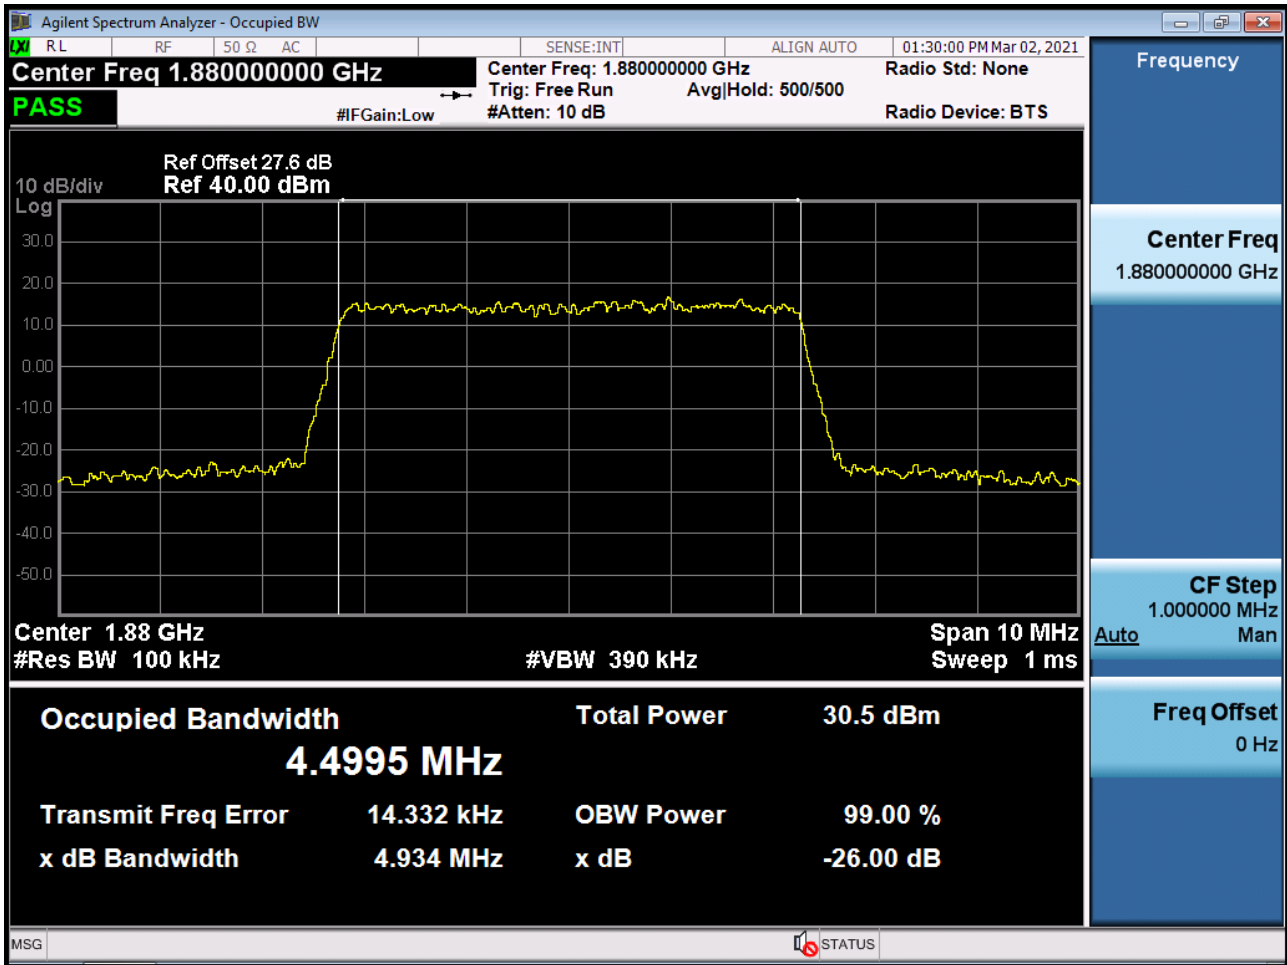 Agilent Spectrum Analyzer - Occupied BW
LXI RL RF 50 Ω AC SENSE:INT ALIGN AUTO 01:30:00 PM Mar 02, 2021
Center Freq 1.880000000 GHz
PASS
#IFGain:Low
Center Freq: 1.880000000 GHz
Trig: Free Run Avg|Hold: 500/500
#Atten: 10 dB
Radio Std: None
Radio Device: BTS
Ref Offset 27.6 dB
10 dB/div Ref 40.00 dBm
Log
30.0
20.0
10.0
0.00
-10.0
-20.0
-30.0
-40.0
-50.0
Center 1.88 GHz Span 10 MHz
#Res BW 100 kHz #VBW 390 kHz Sweep 1 ms
Occupied Bandwidth Total Power 30.5 dBm
4.4995 MHz
Transmit Freq Error 14.332 kHz OBW Power 99.00 %
x dB Bandwidth 4.934 MHz x dB -26.00 dB
MSG STATUS
Frequency
Center Freq
1.880000000 GHz
CF Step
1.000000 MHz
Auto Man
Freq Offset
0 Hz